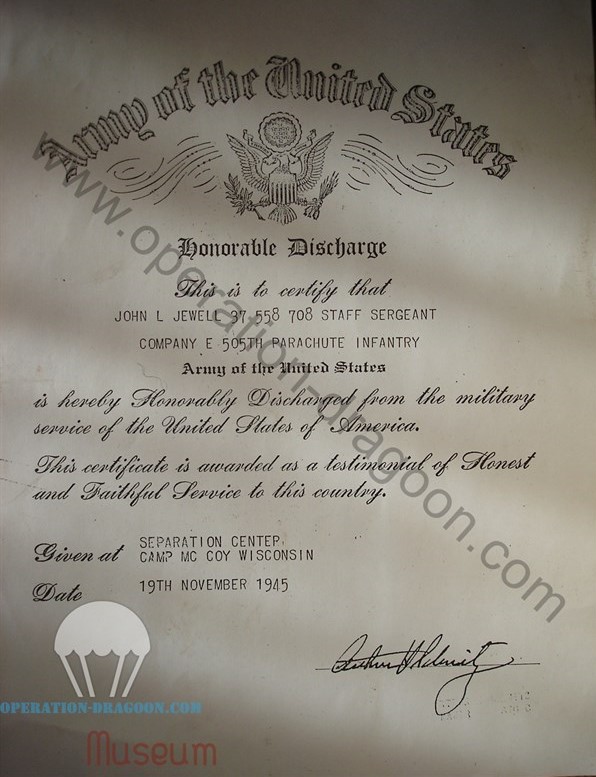 Army of the United States
Honorable Discharge
This is to certify that
JOHN L JEWELL 37 558 708 STAFF SERGEANT
COMPANY E 505TH PARACHUTE INFANTRY
Army of the United States
is hereby Honorably Discharged from the military
service of the United States of America.
This certificate is awarded as a testimonial of Honest
and Faithful Service to this country.
Given at SEPARATION CENTER
CAMP MC COY WISCONSIN
Date 19TH NOVEMBER 1945
www.operation-dragoon.com
OPERATION-DRAGOON.COM
Museum